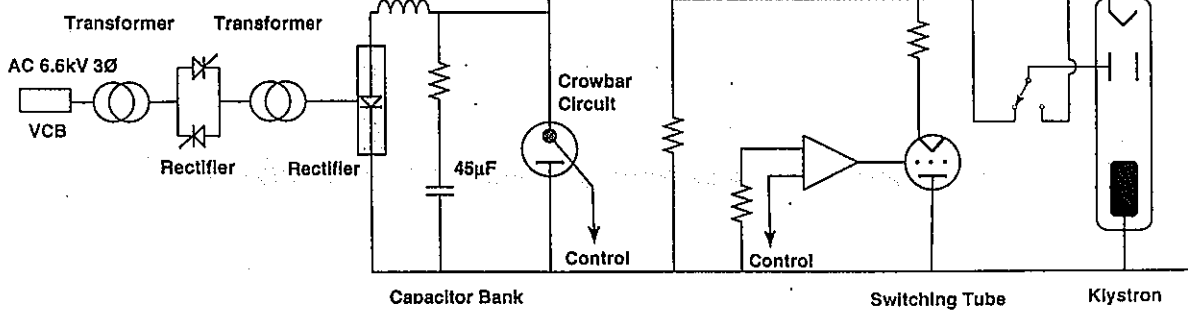 Transformer Transformer
AC 6.6kV 3Ø
VCB
Rectifier
Rectifier
45μF
Crowbar
Circuit
Control
Control
Capacitor Bank
Switching Tube
Klystron